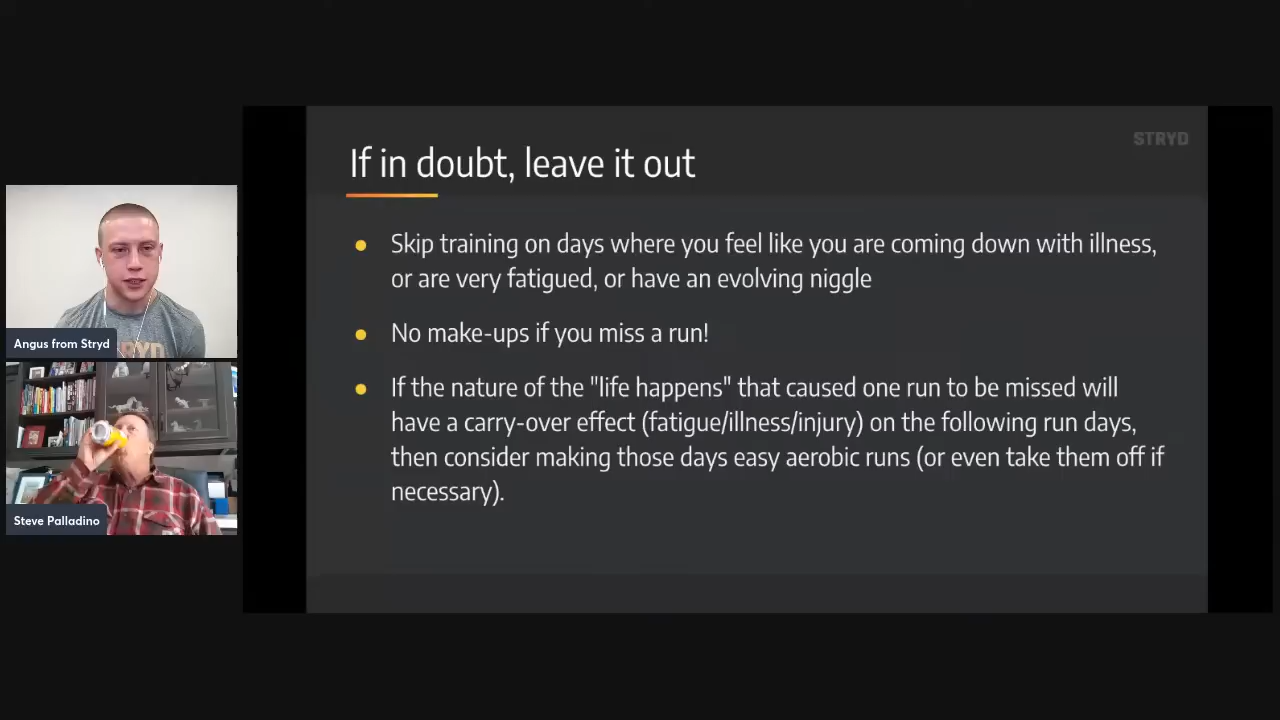 STRYD
If in doubt, leave it out
Skip training on days where you feel like you are coming down with illness,
or are very fatigued, or have an evolving niggle
No make-ups if you miss a run!
If the nature of the "life happens" that caused one run to be missed will
have a carry-over effect (fatigue/illness/injury) on the following run days,
then consider making those days easy aerobic runs (or even take them off if
necessary).
STRYD
Angus from Stryd
Steve Palladino